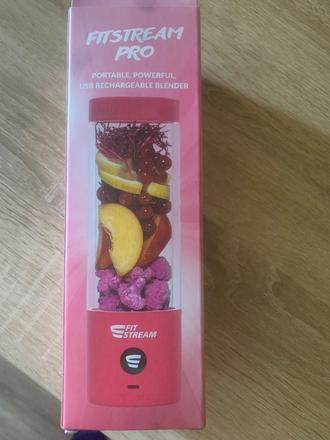 FITSTREAM
PRO
PORTABLE, POWERFUL,
USB RECHARGEABLE BLENDER
FIT
STREAM